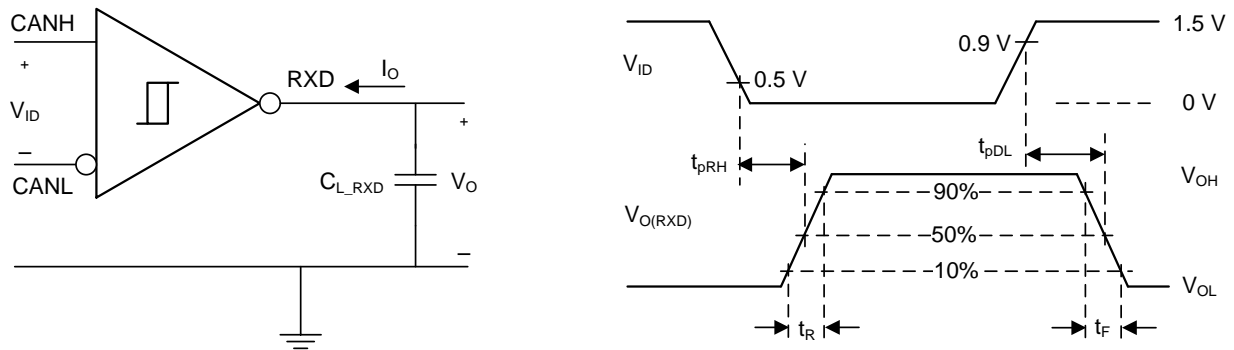 CANH
+
V_ID
–
CANL
RXD
I_O
C_L_RXD
+
V_O
–
V_ID
0.5 V
0.9 V
1.5 V
0 V
t_pRH
t_pDL
V_O(RXD)
90%
50%
10%
V_OH
V_OL
t_R
t_F